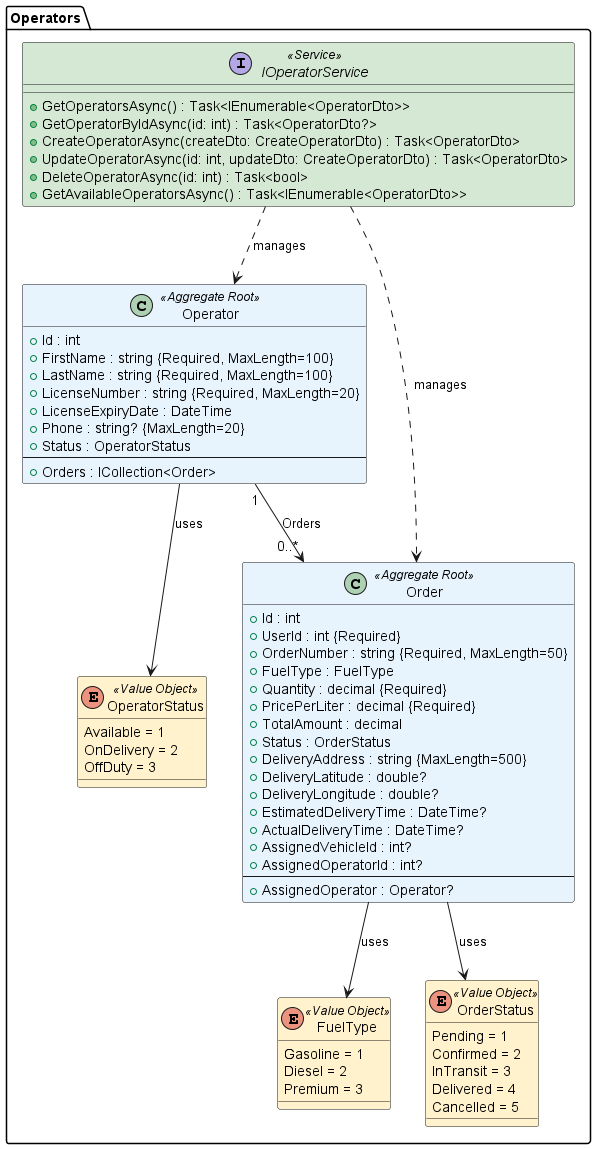 Operators
«Service»
I
IOperatorService
GetOperatorsAsync() : Task<IEnumerable<OperatorDto>>
GetOperatorByIdAsync(id: int) : Task<OperatorDto?>
CreateOperatorAsync(createDto: CreateOperatorDto) : Task<OperatorDto>
UpdateOperatorAsync(id: int, updateDto: CreateOperatorDto) : Task<OperatorDto>
DeleteOperatorAsync(id: int) : Task<bool>
GetAvailableOperatorsAsync() : Task<IEnumerable<OperatorDto>>
manages
«Aggregate Root»
C
Operator
Id : int
FirstName : string {Required, MaxLength=100}
LastName : string {Required, MaxLength=100}
LicenseNumber : string {Required, MaxLength=20}
LicenseExpiryDate : DateTime
Phone : string? {MaxLength=20}
Status : OperatorStatus
Orders : ICollection<Order>
manages
1
uses
Orders
0..*
«Aggregate Root»
C
Order
Id : int
UserId : int {Required}
OrderNumber : string {Required, MaxLength=50}
FuelType : FuelType
Quantity : decimal {Required}
PricePerLiter : decimal {Required}
TotalAmount : decimal
Status : OrderStatus
DeliveryAddress : string {MaxLength=500}
DeliveryLatitude : double?
DeliveryLongitude : double?
EstimatedDeliveryTime : DateTime?
ActualDeliveryTime : DateTime?
AssignedVehicleId : int?
AssignedOperatorId : int?
AssignedOperator : Operator?
«Value Object»
E
OperatorStatus
Available = 1
OnDelivery = 2
OffDuty = 3
uses
uses
«Value Object»
E
FuelType
Gasoline = 1
Diesel = 2
Premium = 3
«Value Object»
E
OrderStatus
Pending = 1
Confirmed = 2
InTransit = 3
Delivered = 4
Cancelled = 5